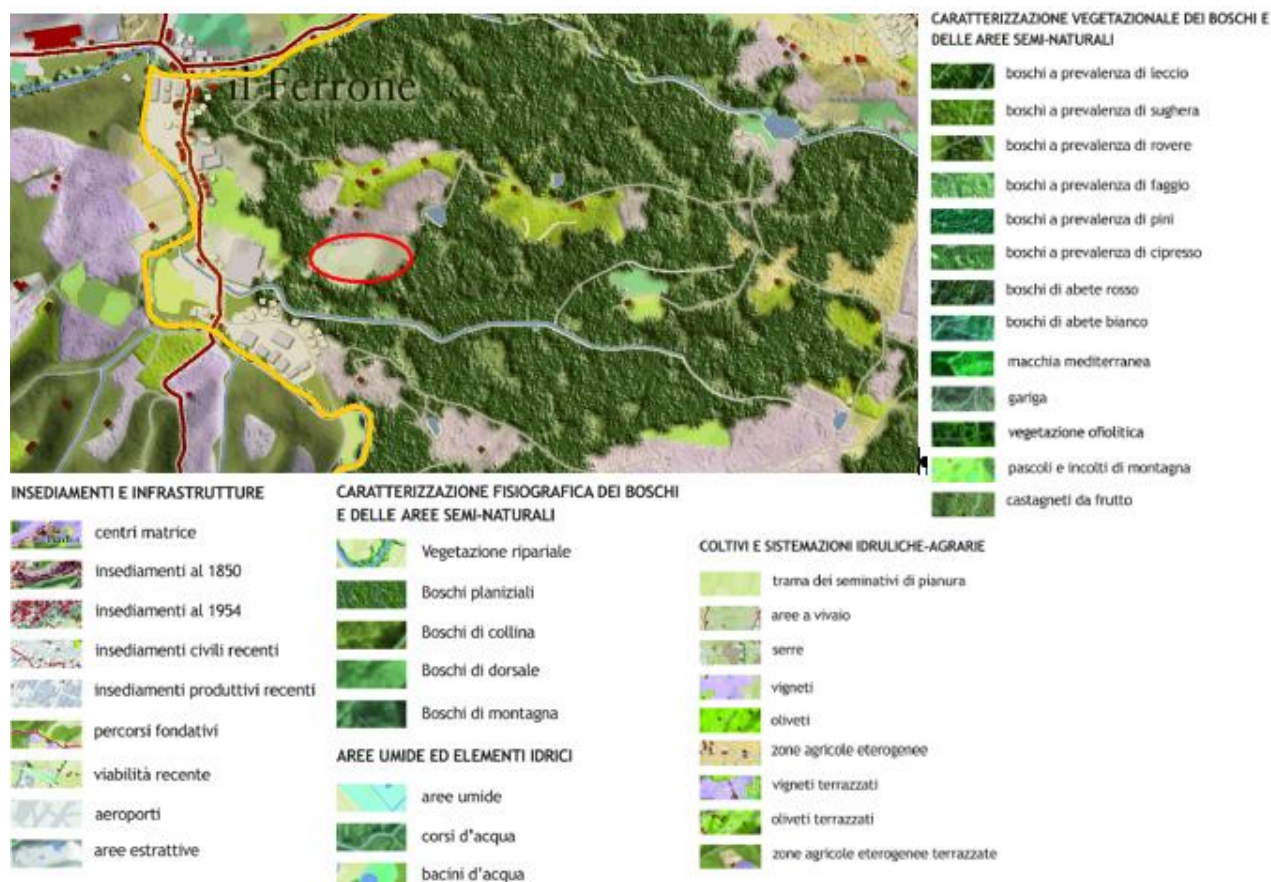 CARATTERIZZAZIONE VEGETAZIONALE DEI BOSCHI E
DELLE AREE SEMI-NATURALI
boschi a prevalenza di leccio
boschi a prevalenza di sughera
boschi a prevalenza di rovere
boschi a prevalenza di faggio
boschi a prevalenza di pini
boschi a prevalenza di cipresso
boschi di abete rosso
boschi di abete bianco
macchia mediterranea
gariga
vegetazione ofiolitica
pascoli e incolti di montagna
castagneti da frutto
il Ferrone
INSEDIAMENTI E INFRASTRUTTURE
centri matrice
insediamenti al 1850
insediamenti al 1954
insediamenti civili recenti
insediamenti produttivi recenti
percorsi fondativi
viabilità recente
aeroporti
aree estrattive
CARATTERIZZAZIONE FISIOGRAFICA DEI BOSCHI
E DELLE AREE SEMI-NATURALI
Vegetazione ripariale
Boschi planiziali
Boschi di collina
Boschi di dorsale
Boschi di montagna
AREE UMIDE ED ELEMENTI IDRICI
aree umide
corsi d'acqua
bacini d'acqua
COLTIVI E SISTEMAZIONI IDRULICHE-AGRARIE
trama dei seminativi di pianura
aree a vivaio
serre
vigneti
oliveti
zone agricole eterogenee
vigneti terrazzati
oliveti terrazzati
zone agricole eterogenee terrazzate